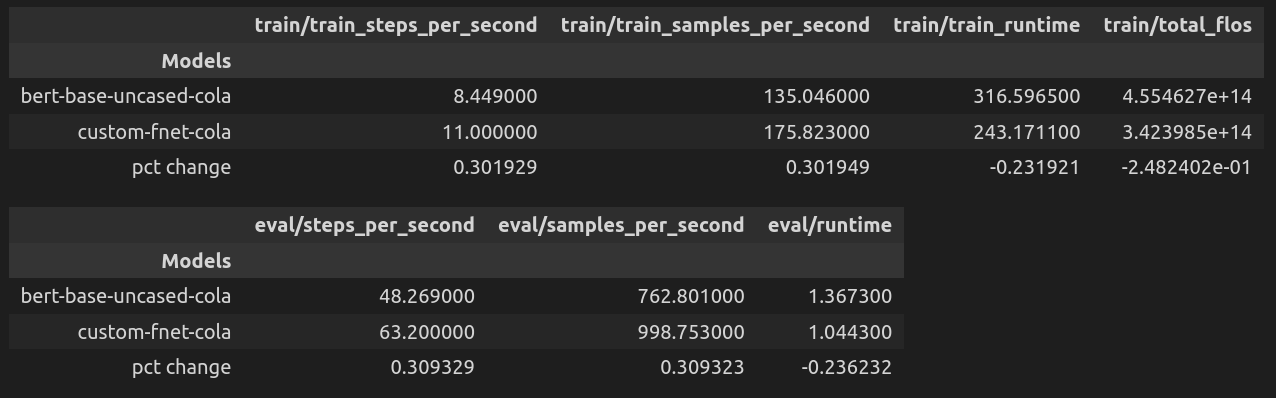 train/train_steps_per_second train/train_samples_per_second train/train_runtime train/total_flos
Models
bert-base-uncased-cola 8.449000 135.046000 316.596500 4.554627e+14
custom-fnet-cola 11.000000 175.823000 243.171100 3.423985e+14
pct change 0.301929 0.301949 -0.231921 -2.482402e-01
eval/steps_per_second eval/samples_per_second eval/runtime
Models
bert-base-uncased-cola 48.269000 762.801000 1.367300
custom-fnet-cola 63.200000 998.753000 1.044300
pct change 0.309329 0.309323 -0.236232